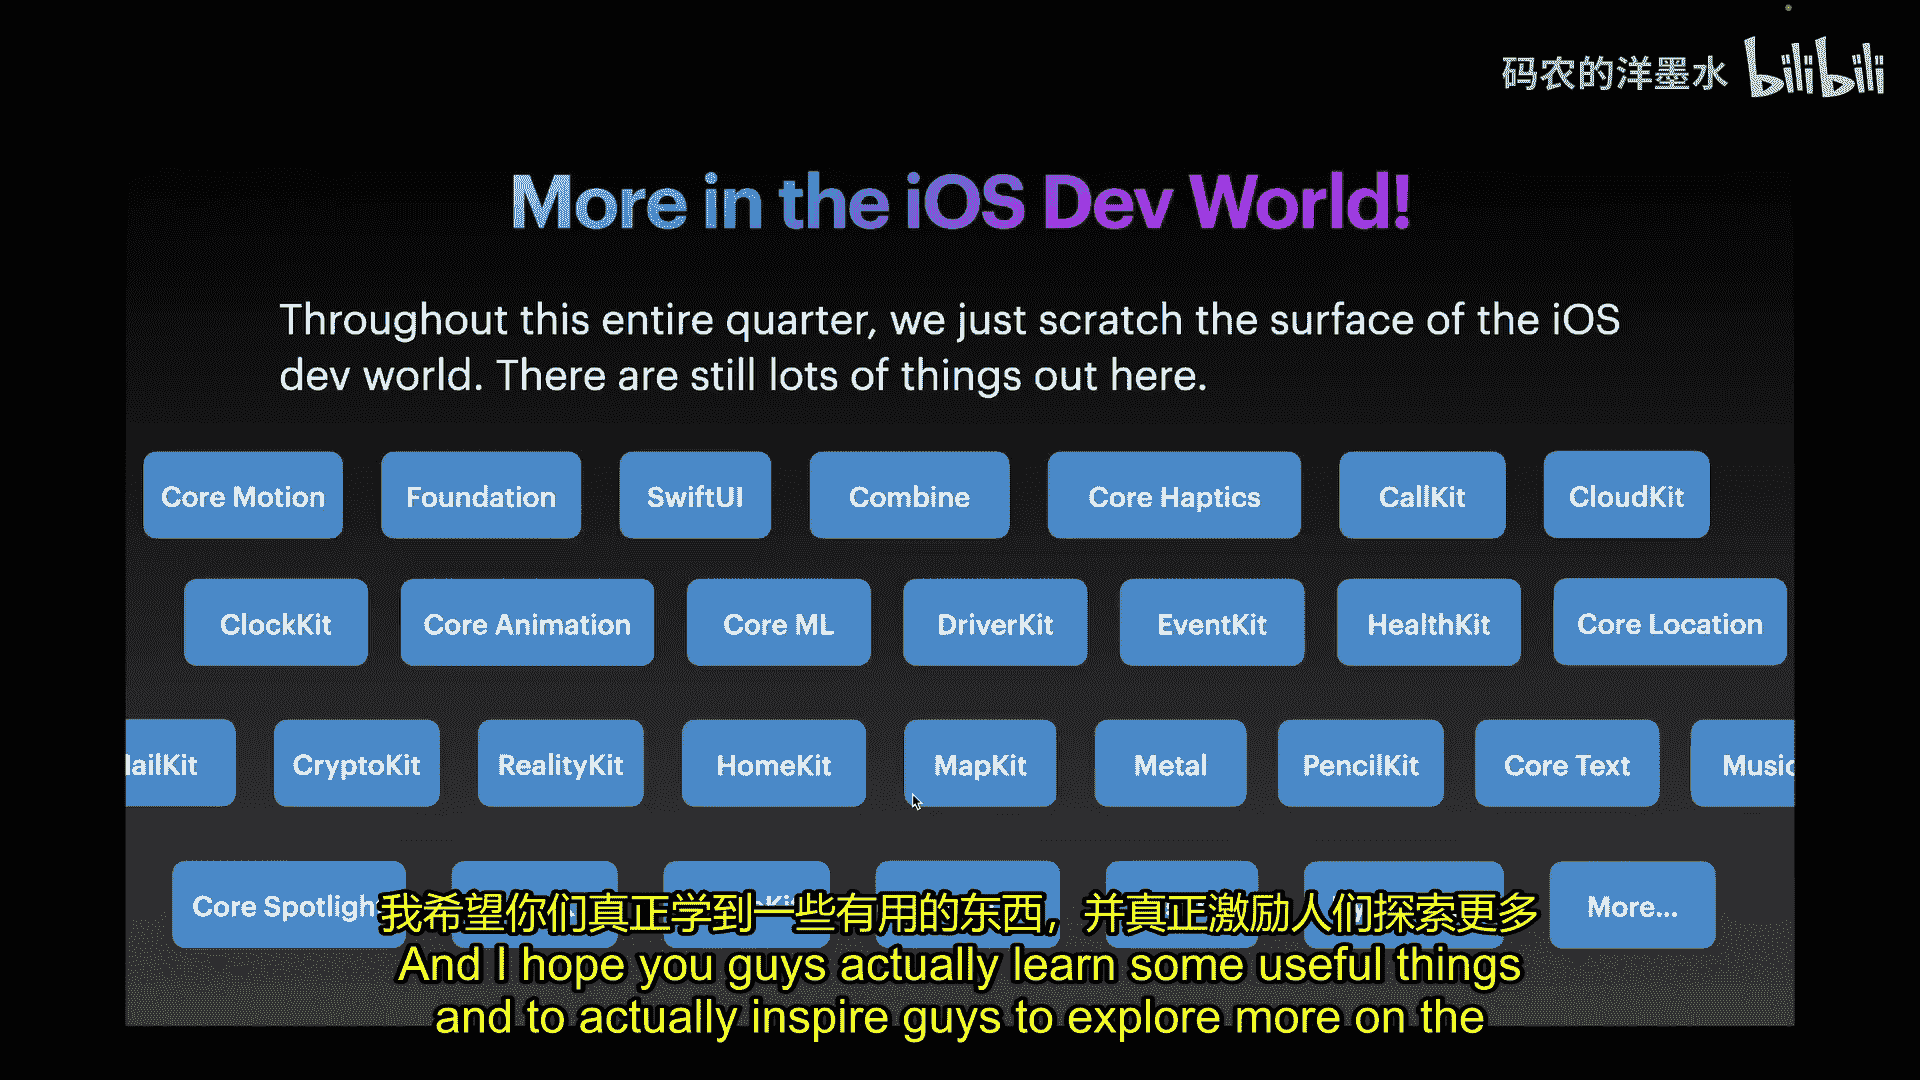 码农的洋墨水 bilibili
More in the iOS Dev World!
Throughout this entire quarter, we just scratch the surface of the iOS
dev world. There are still lots of things out here.
Core Motion Foundation SwiftUI Combine Core Haptics CallKit CloudKit
ClockKit Core Animation Core ML DriverKit EventKit HealthKit Core Location
ailKit CryptoKit RealityKit HomeKit MapKit Metal PencilKit Core Text Music
Core Spotligh More...
我希望你们真正学到一些有用的东西，并真正激励人们探索更多
And I hope you guys actually learn some useful things
and to actually inspire guys to explore more on the